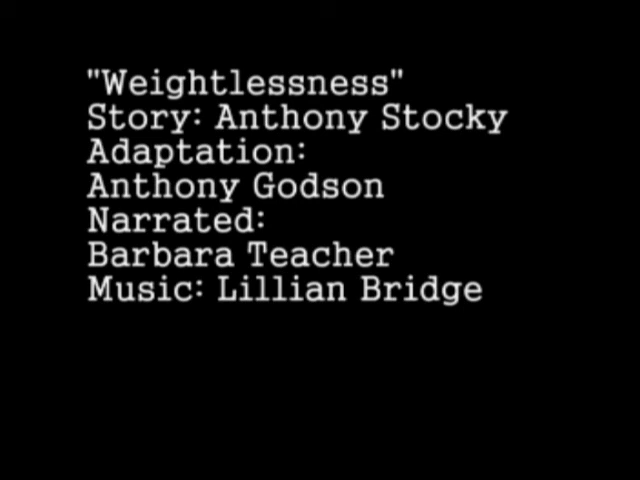 "Weightlessness"
Story: Anthony Stocky
Adaptation:
Anthony Godson
Narrated:
Barbara Teacher
Music: Lillian Bridge